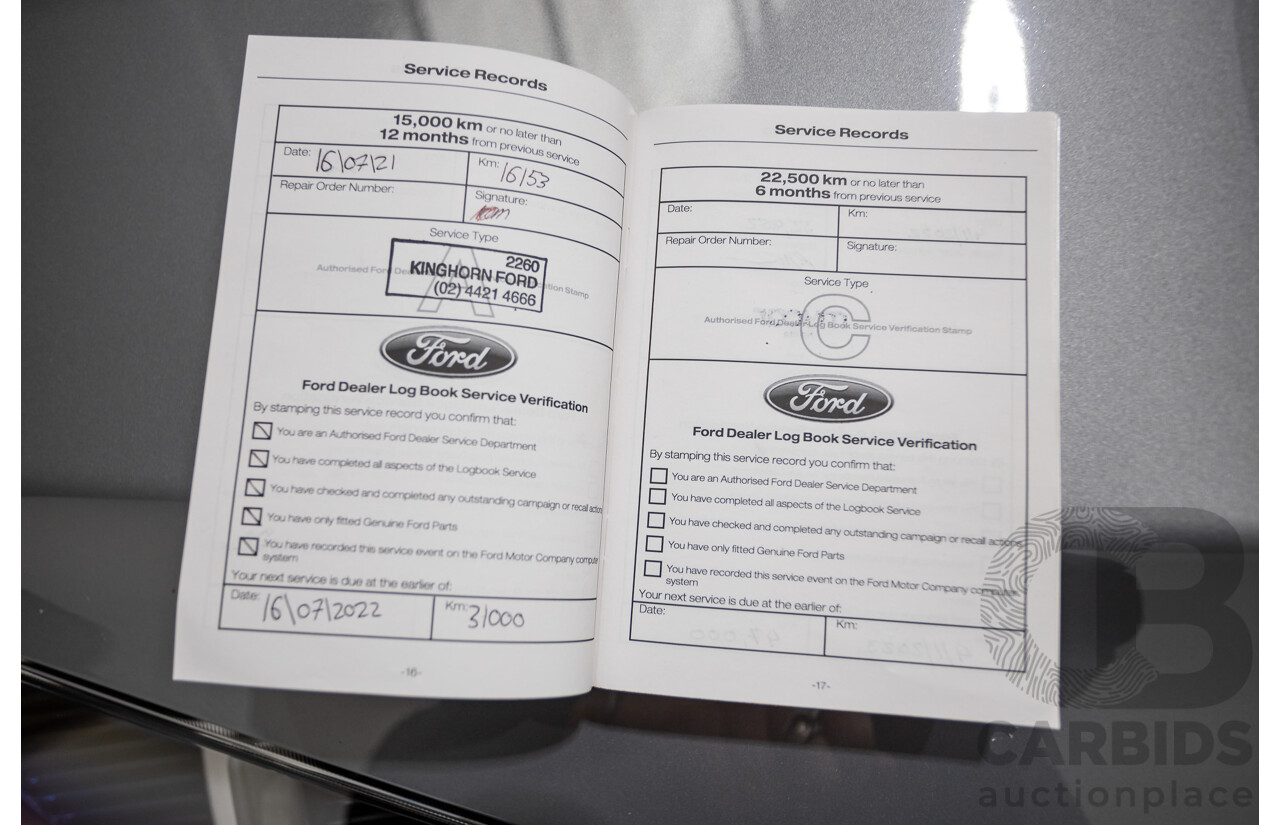 Service Records
15,000 km or no later than
12 months from previous service
Date: 16\07\21
Km: 16153
Repair Order Number:
Signature:
Service Type
2260
KINGHORN FORD
(02) 4421 4666
Authorised Ford De
tion Stamp
A
Ford
Ford Dealer Log Book Service Verification
By stamping this service record you confirm that:
You are an Authorised Ford Dealer Service Department
You have completed all aspects of the Logbook Service
You have checked and completed any outstanding campaign or recall actions
You have only fitted Genuine Ford Parts
You have recorded this service event on the Ford Motor Company computer
system
Your next service is due at the earlier of:
Date: 16\07\2022
Km: 31000
-16-
Service Records
22,500 km or no later than
6 months from previous service
Date:
Km:
Repair Order Number:
Signature:
Service Type
Authorised Ford Dealer Log Book Service Verification Stamp
C
Ford
Ford Dealer Log Book Service Verification
By stamping this service record you confirm that:
You are an Authorised Ford Dealer Service Department
You have completed all aspects of the Logbook Service
You have checked and completed any outstanding campaign or recall actions
You have only fitted Genuine Ford Parts
You have recorded this service event on the Ford Motor Company computer
system
Your next service is due at the earlier of:
Date:
Km:
-17-
CB
CARBIDS
auctionplace